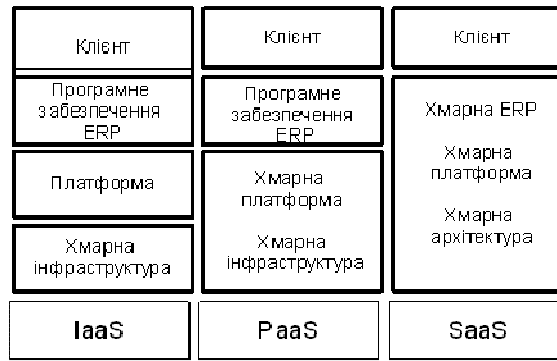 Клієнт
Програмне
забезпечення
ERP
Платформа
Хмарна
інфраструктура
IaaS
Клієнт
Програмне
забезпечення
ERP
Хмарна
платформа
Хмарна
інфраструктура
PaaS
Клієнт
Хмарна ERP
Хмарна
платформа
Хмарна
архітектура
SaaS